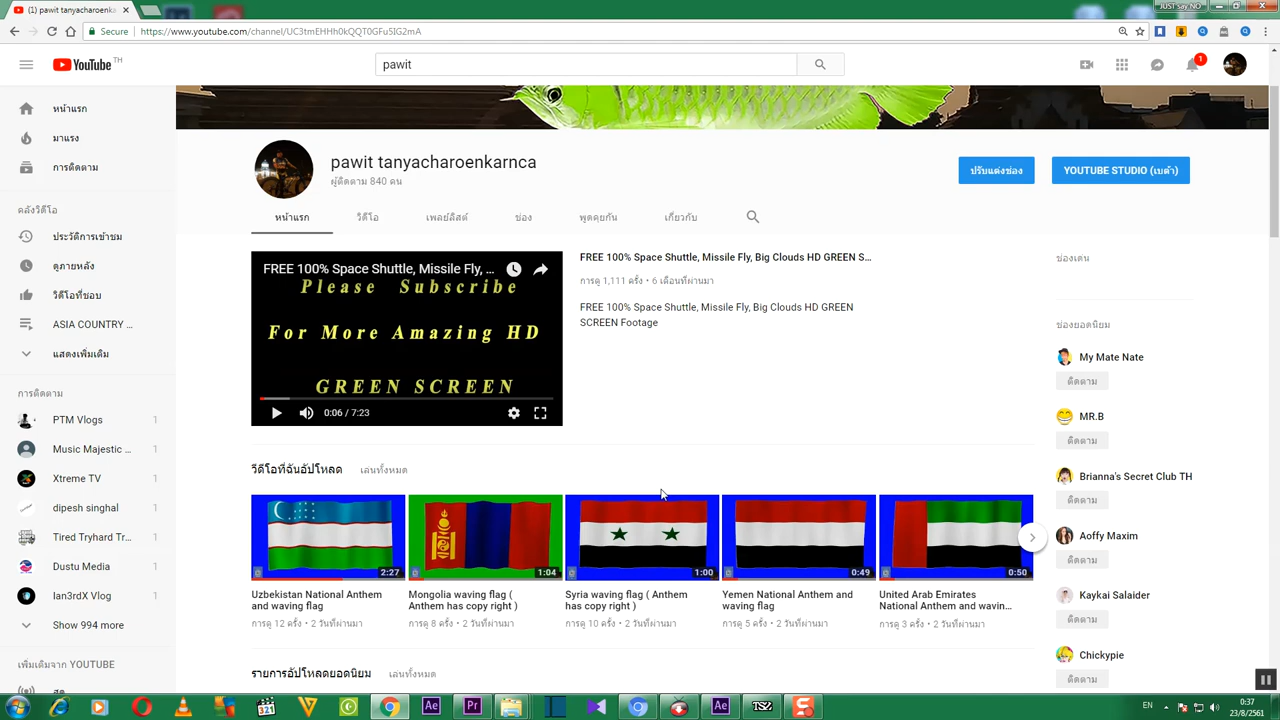 (1) pawit tanyacharoenka
JUST say NO
Secure
https://www.youtube.com/channel/UC3tmEHHh0kQQT0GFu5IG2mA
YouTube TH
pawit
1
หน้าแรก
มาแรง
การติดตาม
คลังวิดีโอ
ประวัติการเข้าชม
ดูภายหลัง
วิดีโอที่ชอบ
ASIA COUNTRY ...
แสดงเพิ่มเติม
การติดตาม
PTM Vlogs 1
Music Majestic ... 1
Xtreme TV 1
dipesh singhal 1
Tired Tryhard Tr... 1
Dustu Media 1
Ian3rdX Vlog 1
Show 994 more
เพิ่มเติมจาก YOUTUBE
สด
pawit tanyacharoenkarnca
ผู้ติดตาม 840 คน
ปรับแต่งช่อง
YOUTUBE STUDIO (เบต้า)
หน้าแรก
วิดีโอ
เพลย์ลิสต์
ช่อง
พูดคุยกัน
เกี่ยวกับ
FREE 100% Space Shuttle, Missile Fly, ...
Please Subscribe
For More Amazing HD
GREEN SCREEN
0:06 / 7:23
FREE 100% Space Shuttle, Missile Fly, Big Clouds HD GREEN S...
การดู 1,111 ครั้ง • 6 เดือนที่ผ่านมา
FREE 100% Space Shuttle, Missile Fly, Big Clouds HD GREEN
SCREEN Footage
วิดีโอที่ฉันอัปโหลด
เล่นทั้งหมด
2:27
1:04
1:00
0:49
0:50
Uzbekistan National Anthem
and waving flag
การดู 12 ครั้ง • 2 วันที่ผ่านมา
Mongolia waving flag (
Anthem has copy right )
การดู 8 ครั้ง • 2 วันที่ผ่านมา
Syria waving flag ( Anthem
has copy right )
การดู 10 ครั้ง • 2 วันที่ผ่านมา
Yemen National Anthem and
waving flag
การดู 5 ครั้ง • 2 วันที่ผ่านมา
United Arab Emirates
National Anthem and wavin...
การดู 3 ครั้ง • 2 วันที่ผ่านมา
รายการอัปโหลดยอดนิยม
เล่นทั้งหมด
ช่องเด่น
ช่องยอดนิยม
My Mate Nate
ติดตาม
MR.B
ติดตาม
Brianna's Secret Club TH
ติดตาม
Aoffy Maxim
ติดตาม
Kaykai Salaider
ติดตาม
Chickypie
ติดตาม
321
Ae
Pr
Ae
TS2
S
EN
0:37
23/8/2561